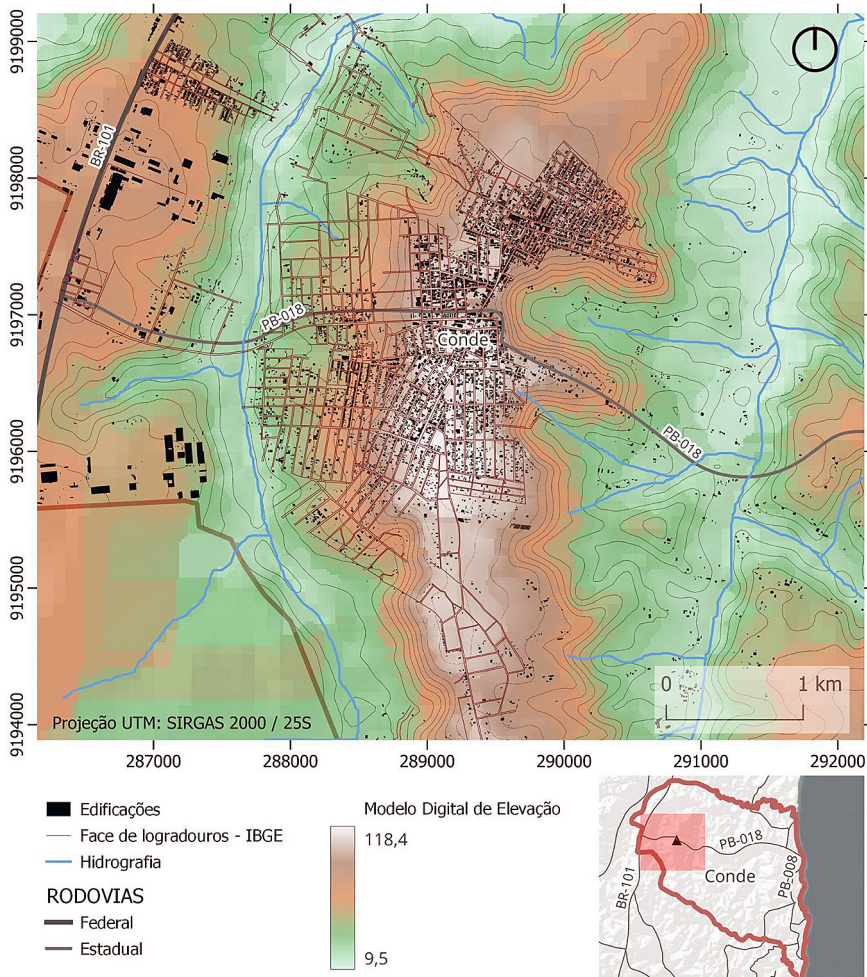 9199000
9198000
9197000
9196000
9195000
9194000
BR-101
PB-018
Conde
PB-018
0 1 km
Projeção UTM: SIRGAS 2000 / 25S
287000 288000 289000 290000 291000 292000
Edificações
Face de logradouros - IBGE
Hidrografia
RODOVIAS
Federal
Estadual
Modelo Digital de Elevação
118,4
9,5
PB-018
BR-101
Conde
PB-008